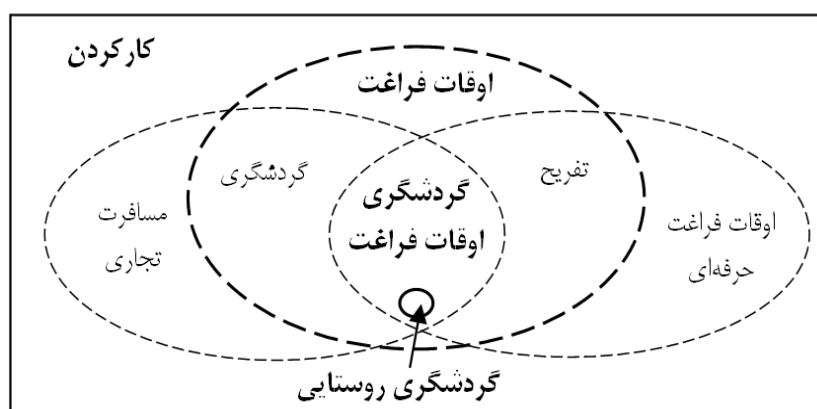 کارکردن
اوقات فراغت
گردشگری
تفریح
گردشگری
اوقات فراغت
مسافرت
تجاری
اوقات فراغت
حرفه‌ای
گردشگری روستایی